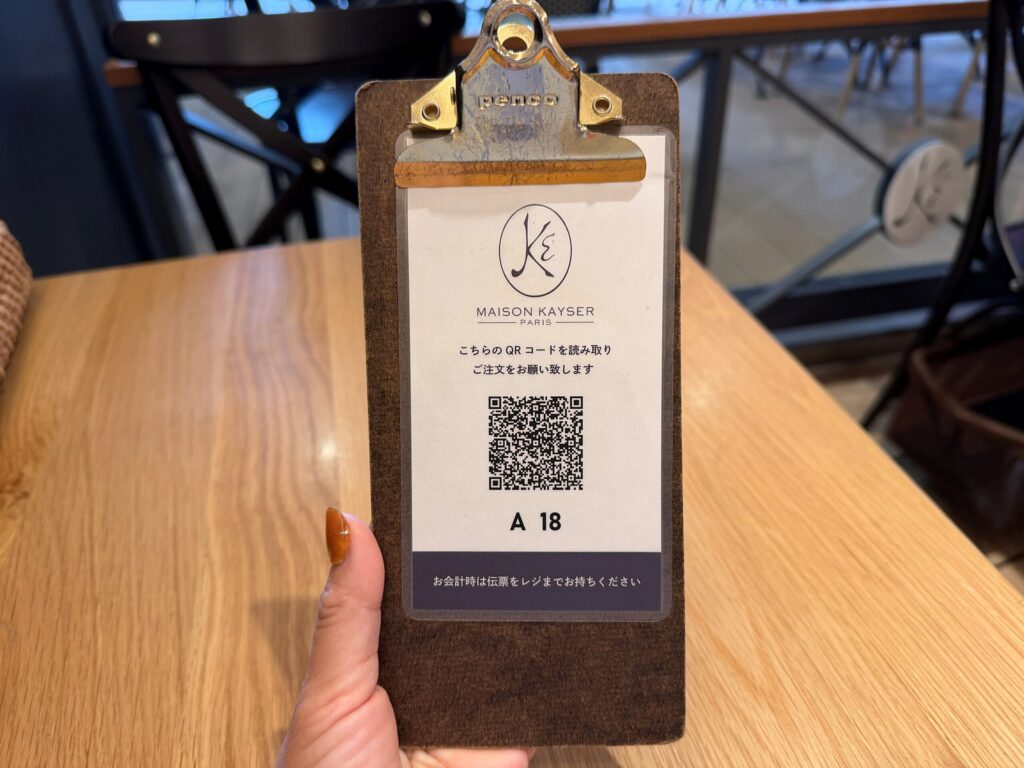 penco
Ke
MAISON KAYSER
PARIS
こちらの QR コードを読み取り
ご注文をお願い致します
A 18
お会計時は伝票をレジまでお持ちください
Ke